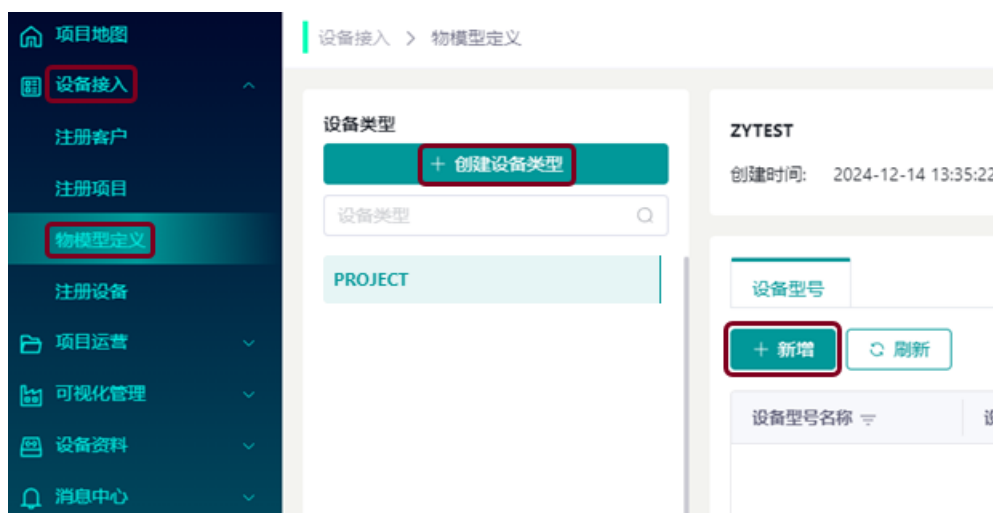 项目地图
设备接入
注册客户
注册项目
物模型定义
注册设备
项目运营
可视化管理
设备资料
消息中心
设备接入 > 物模型定义
设备类型
+ 创建设备类型
设备类型
PROJECT
ZYTEST
创建时间: 2024-12-14 13:35:22
设备型号
+ 新增 刷新
设备型号名称